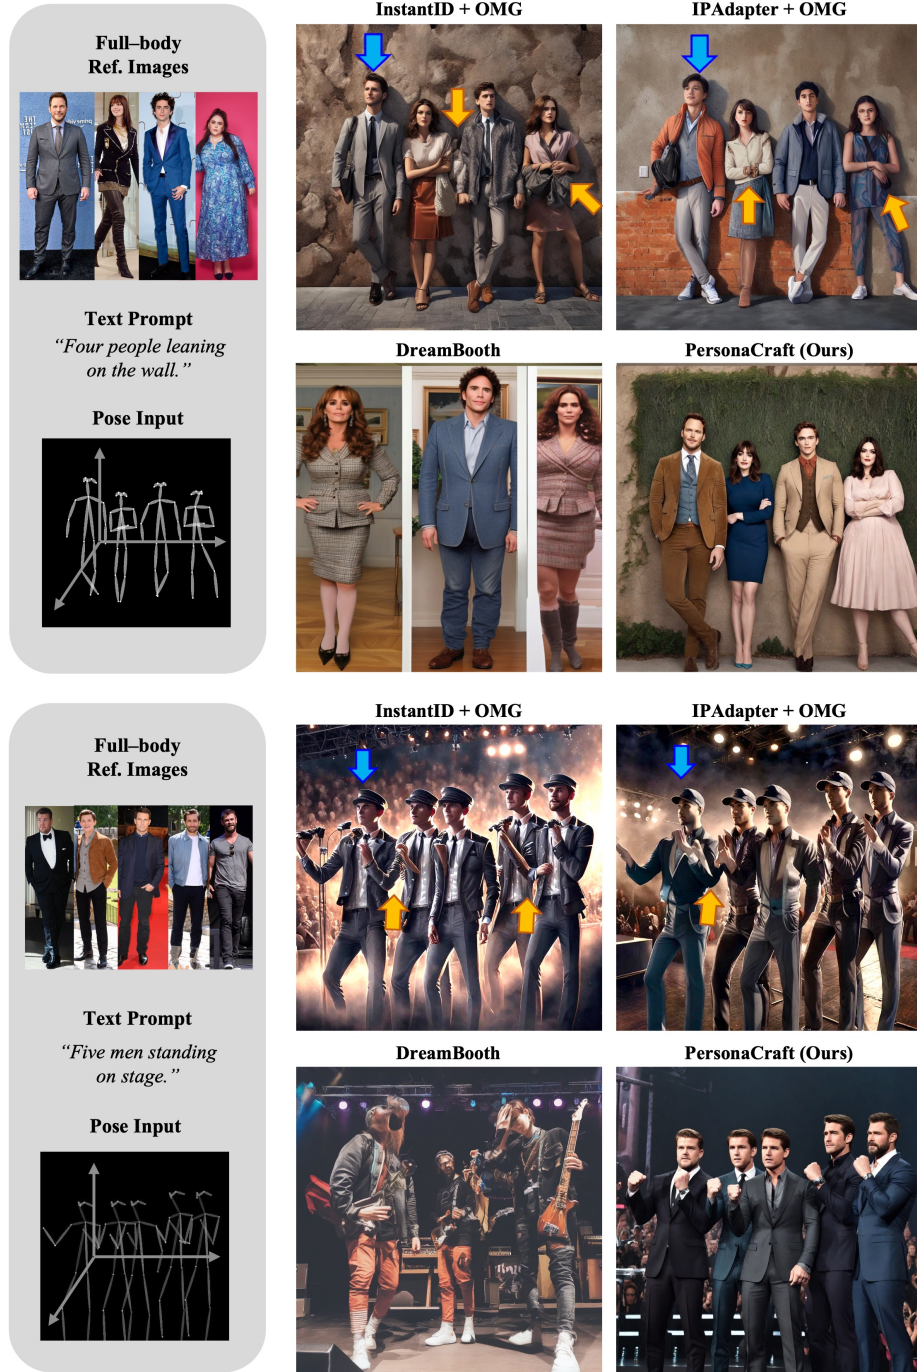 Full–body
Ref. Images
Text Prompt
“Four people leaning
on the wall.”
Pose Input
InstantID + OMG
IPAdapter + OMG
DreamBooth
PersonaCraft (Ours)
Full–body
Ref. Images
Text Prompt
“Five men standing
on stage.”
Pose Input
InstantID + OMG
IPAdapter + OMG
DreamBooth
PersonaCraft (Ours)